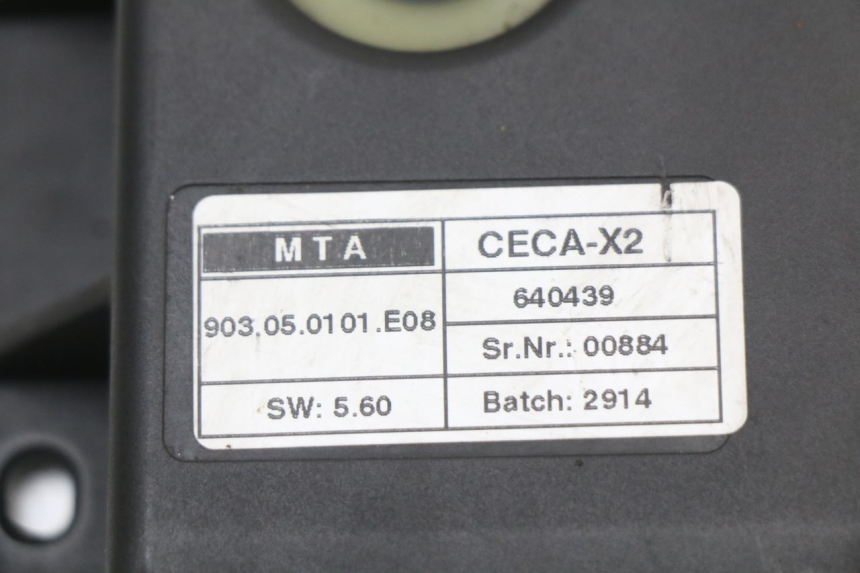 MTA
CECA-X2
903.05.0101.E08
640439
Sr.Nr.: 00884
SW: 5.60
Batch: 2914